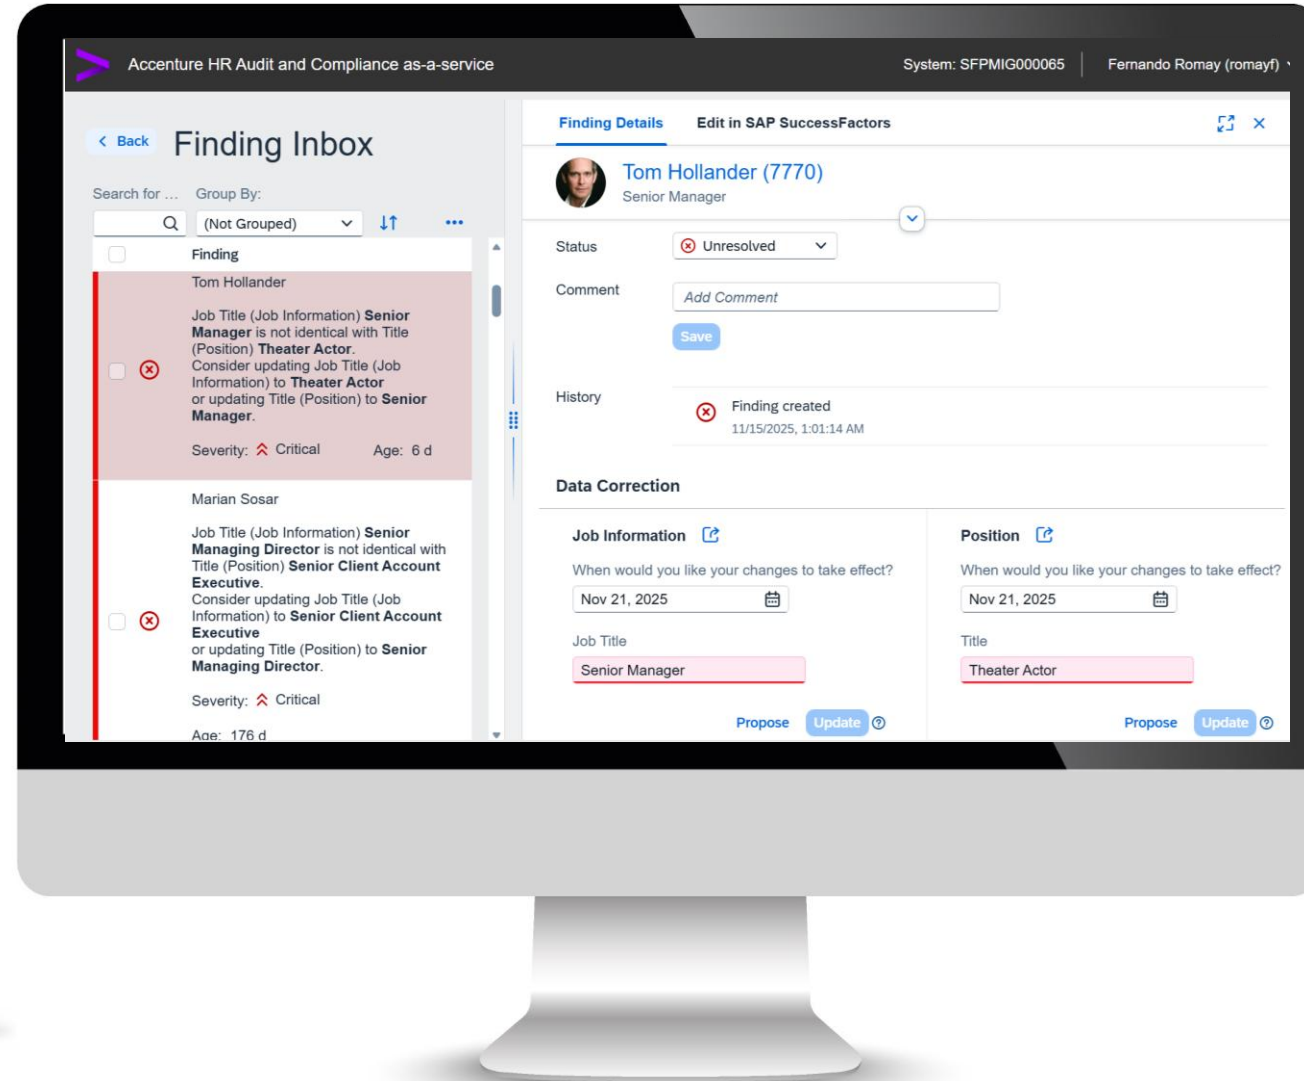 Accenture HR Audit and Compliance as-a-service
System: SFPMIG000065
Fernando Romay (romayf)
Back
Finding Inbox
Search for ...
Group By:
(Not Grouped)
Finding
Tom Hollander
Job Title (Job Information) Senior
Manager is not identical with Title
(Position) Theater Actor.
Consider updating Job Title (Job
Information) to Theater Actor
or updating Title (Position) to Senior
Manager.
Severity: Critical
Age: 6 d
Marian Sosar
Job Title (Job Information) Senior
Managing Director is not identical with
Title (Position) Senior Client Account
Executive.
Consider updating Job Title (Job
Information) to Senior Client Account
Executive
or updating Title (Position) to Senior
Managing Director.
Severity: Critical
Age: 176 d
Finding Details
Edit in SAP SuccessFactors
Tom Hollander (7770)
Senior Manager
Status
Unresolved
Comment
Add Comment
Save
History
Finding created
11/15/2025, 1:01:14 AM
Data Correction
Job Information
When would you like your changes to take effect?
Nov 21, 2025
Job Title
Senior Manager
Propose
Update
Position
When would you like your changes to take effect?
Nov 21, 2025
Title
Theater Actor
Propose
Update